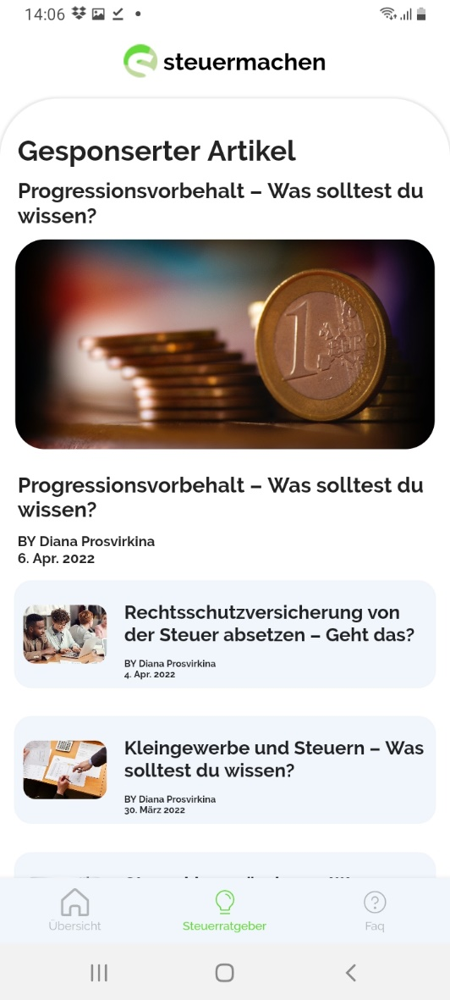 14:06
steuermachen
Gesponserter Artikel
Progressionsvorbehalt – Was solltest du
wissen?
Progressionsvorbehalt – Was solltest du
wissen?
BY Diana Prosvirkina
6. Apr. 2022
Rechtsschutzversicherung von
der Steuer absetzen – Geht das?
BY Diana Prosvirkina
4. Apr. 2022
Kleingewerbe und Steuern – Was
solltest du wissen?
BY Diana Prosvirkina
30. März 2022
Übersicht
Steuerratgeber
Faq